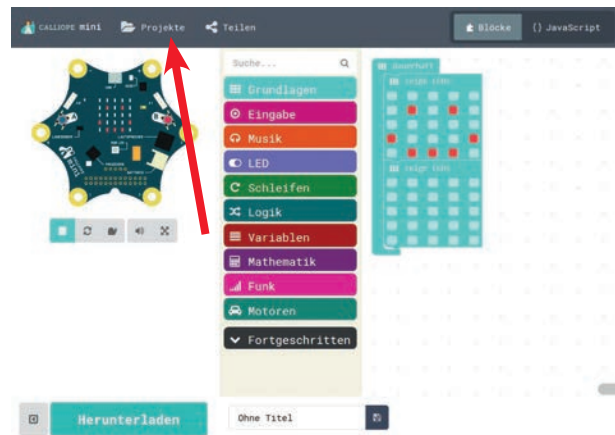 CALLIOPE mini Projekte Teilen Blöcke {} JavaScript
Suche...
Grundlagen
Eingabe
Musik
LED
Schleifen
Logik
Variablen
Mathematik
Funk
Motoren
Fortgeschritten
dauerhaft
zeige LEDs
zeige LEDs
Herunterladen
Ohne Titel